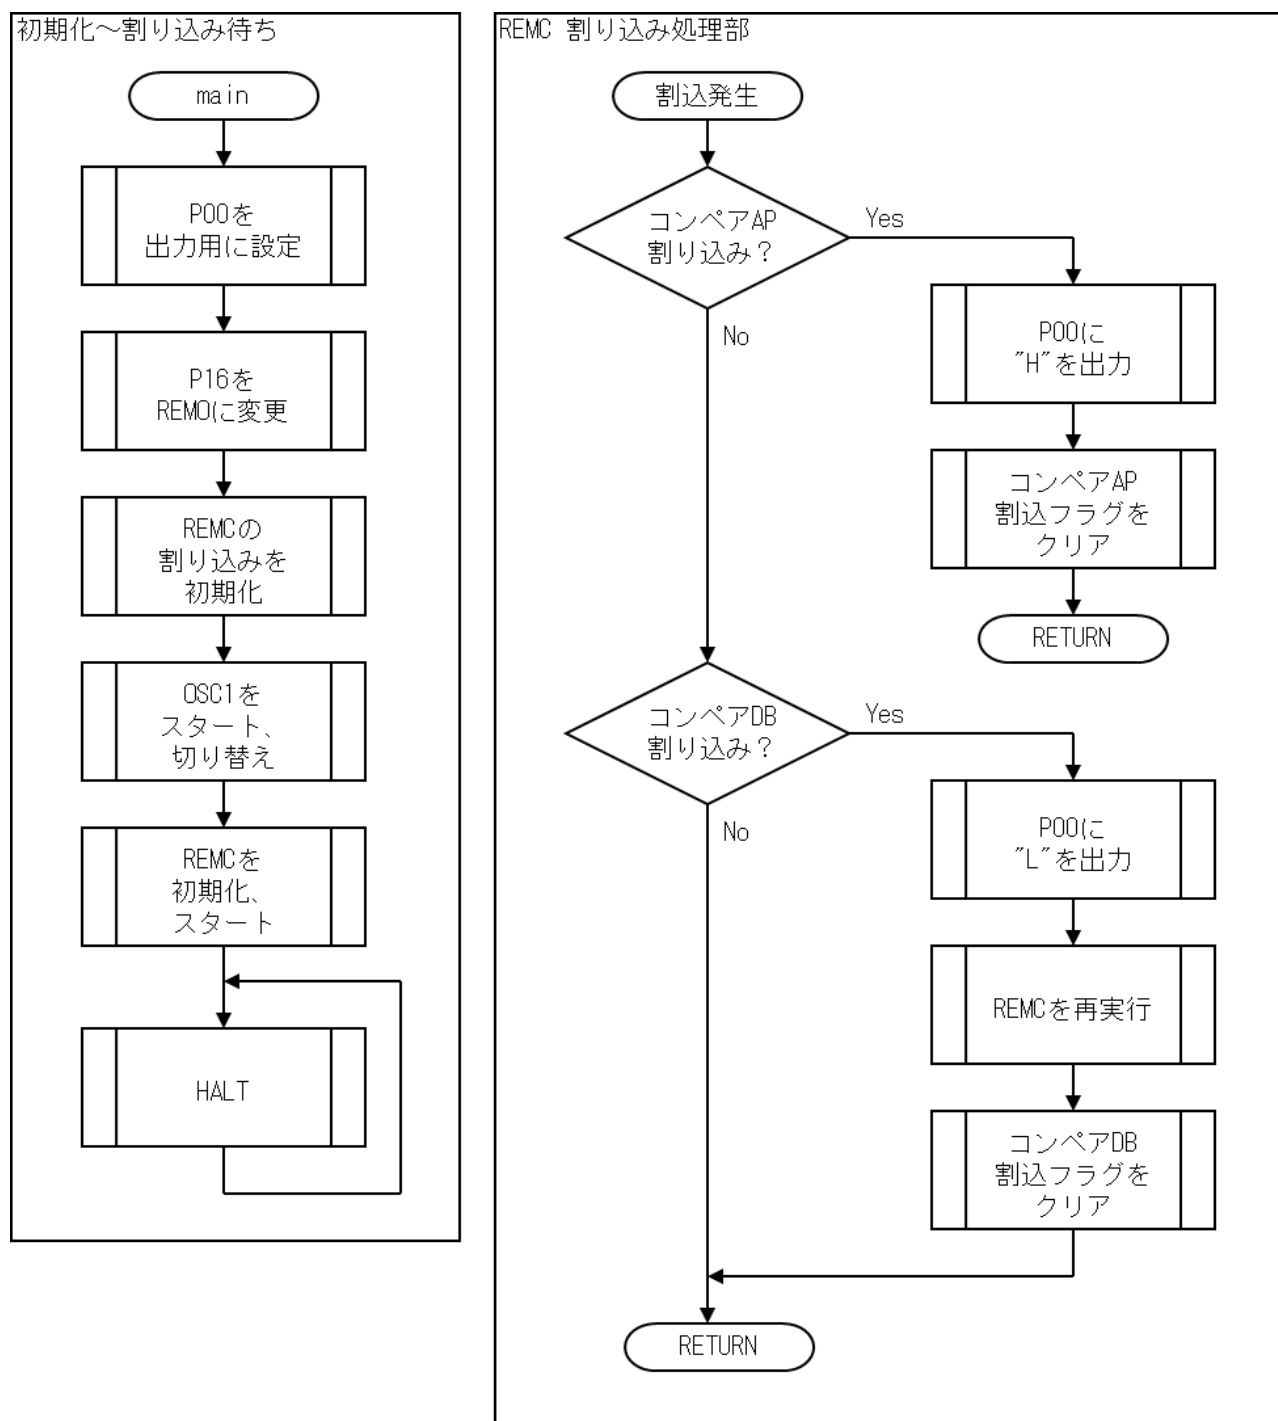 初期化～割り込み待ち
main
P00を
出力用に設定
P16を
REMOに変更
REMCの
割り込みを
初期化
OSC1を
スタート、
切り替え
REMCを
初期化、
スタート
HALT
REMC 割り込み処理部
割込発生
コンペアAP
割り込み？
Yes
No
P00に
"H"を出力
コンペアAP
割込フラグを
クリア
RETURN
コンペアDB
割り込み？
Yes
No
P00に
"L"を出力
REMCを再実行
コンペアDB
割込フラグを
クリア
RETURN